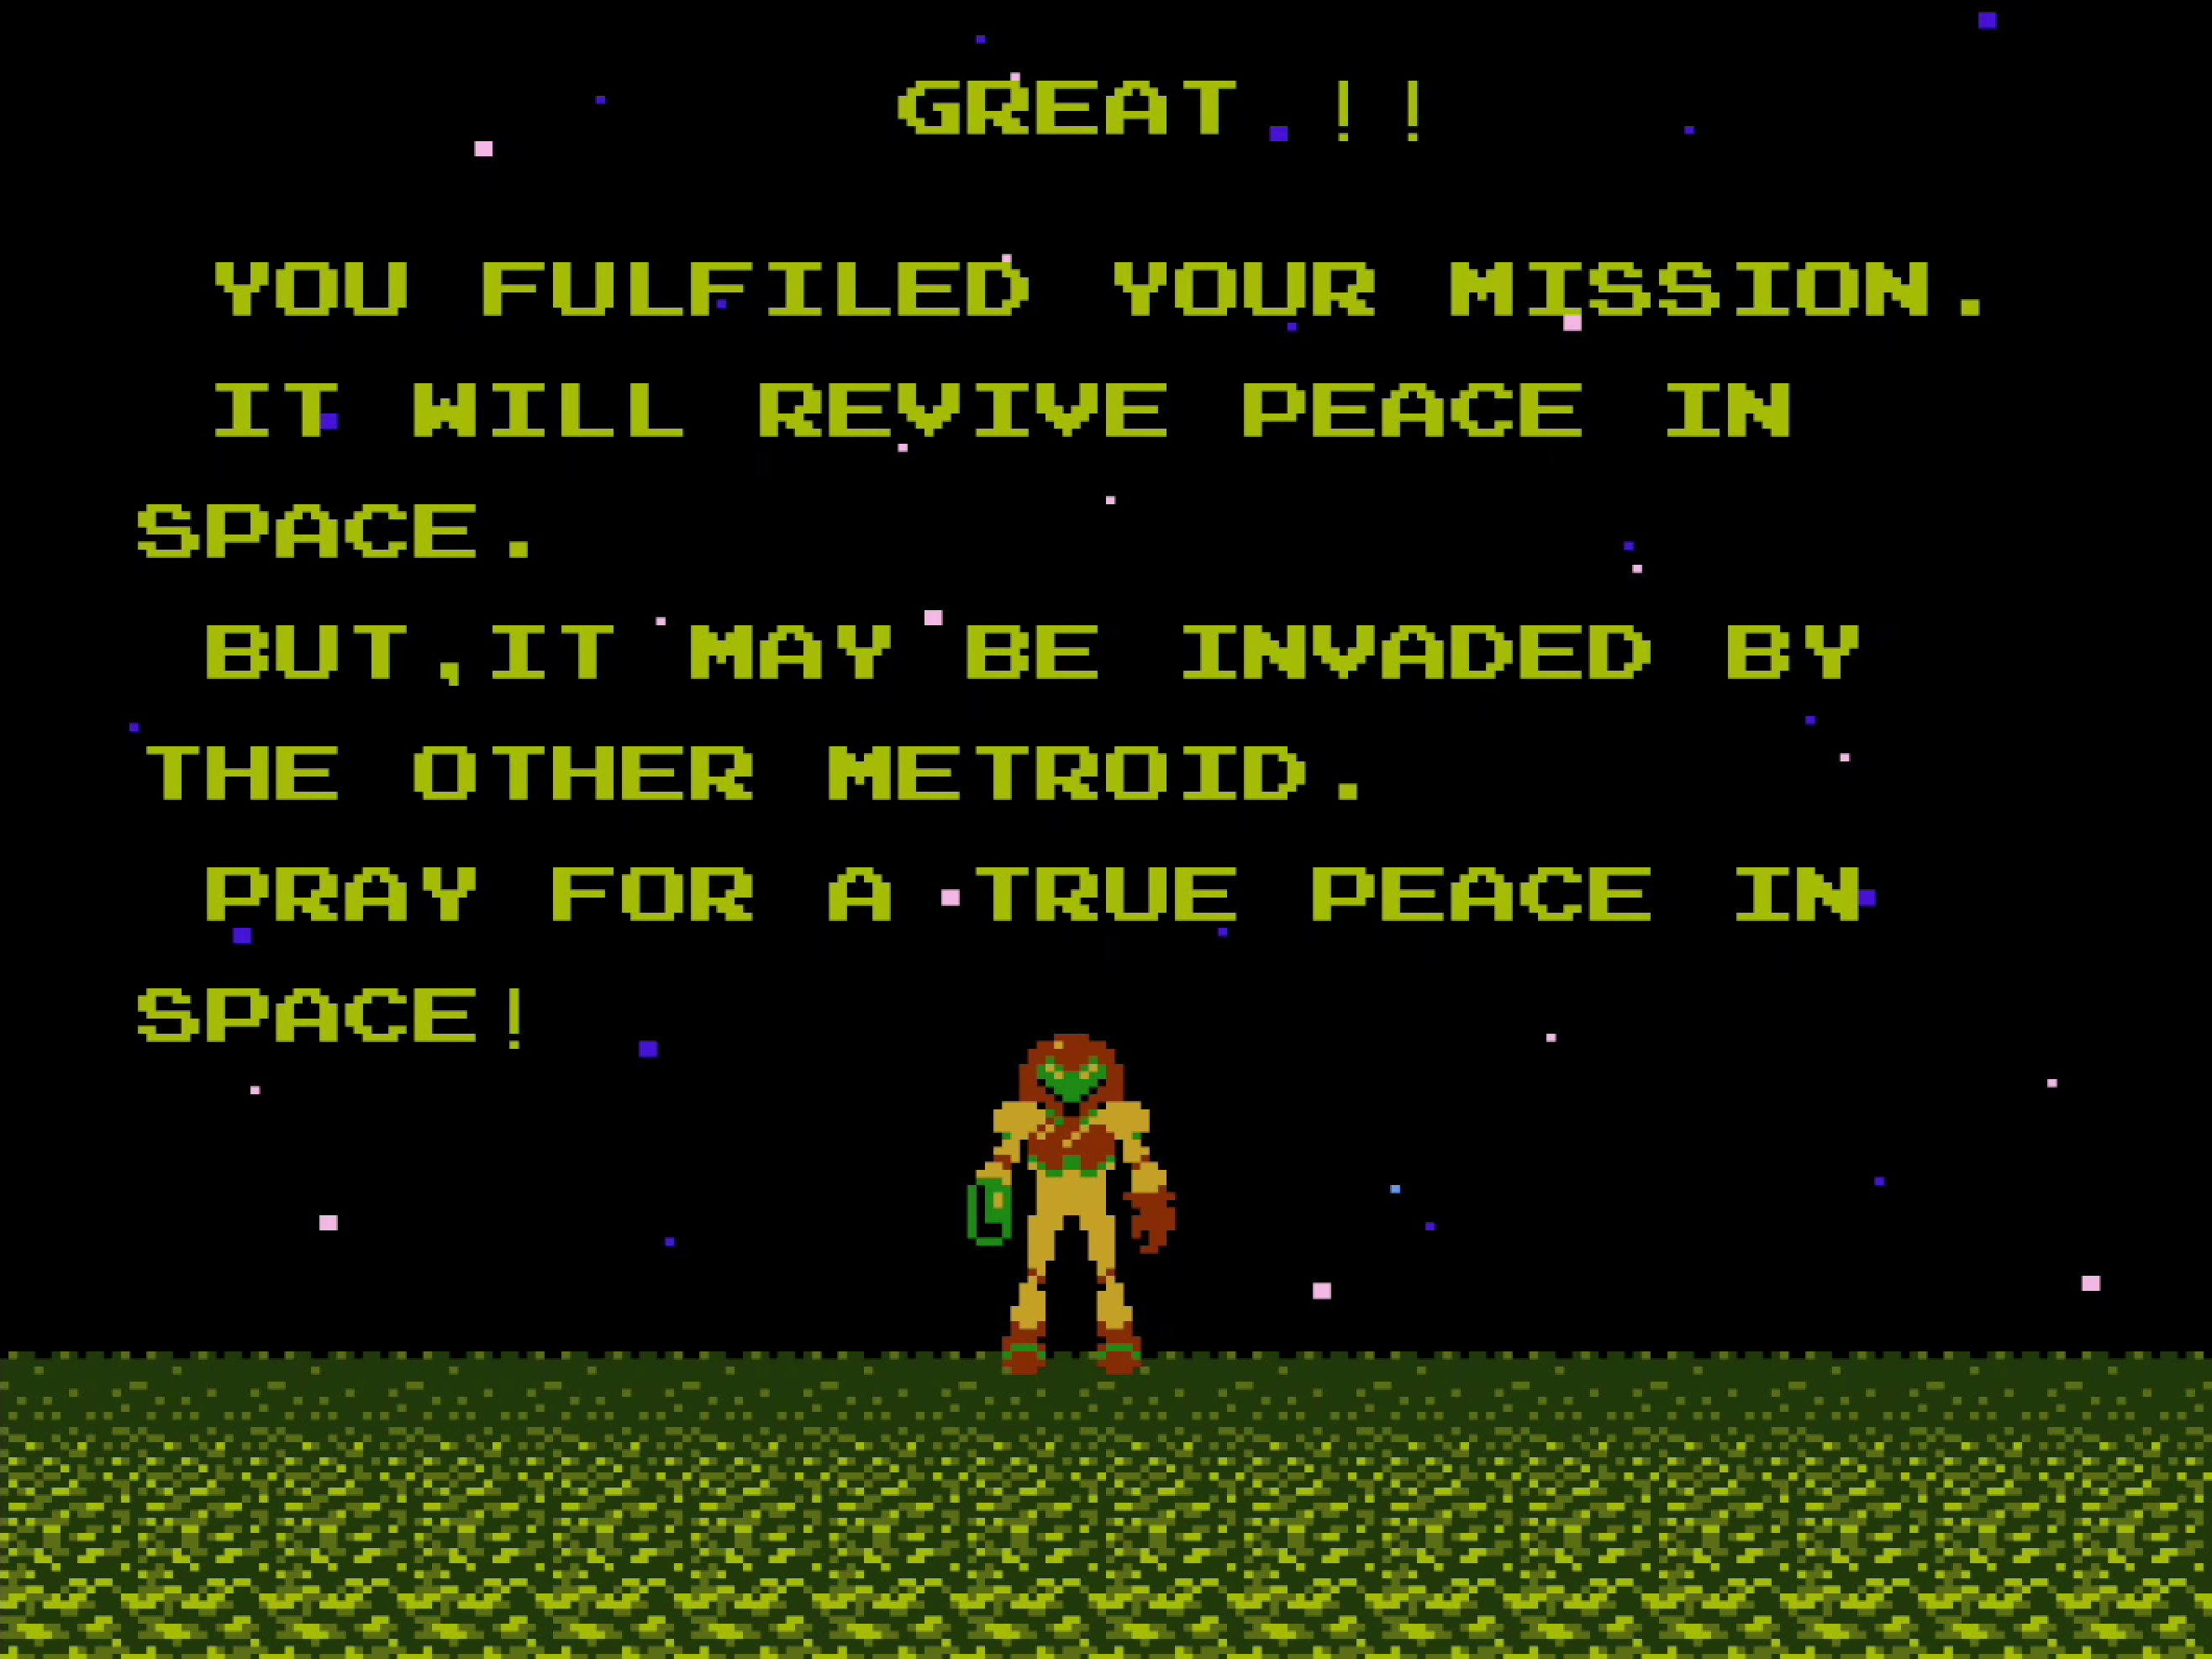 GREAT !!
YOU FULFILED YOUR MISSION.
IT WILL REVIVE PEACE IN
SPACE.
BUT,IT MAY BE INVADED BY
THE OTHER METROID.
PRAY FOR A TRUE PEACE IN
SPACE!